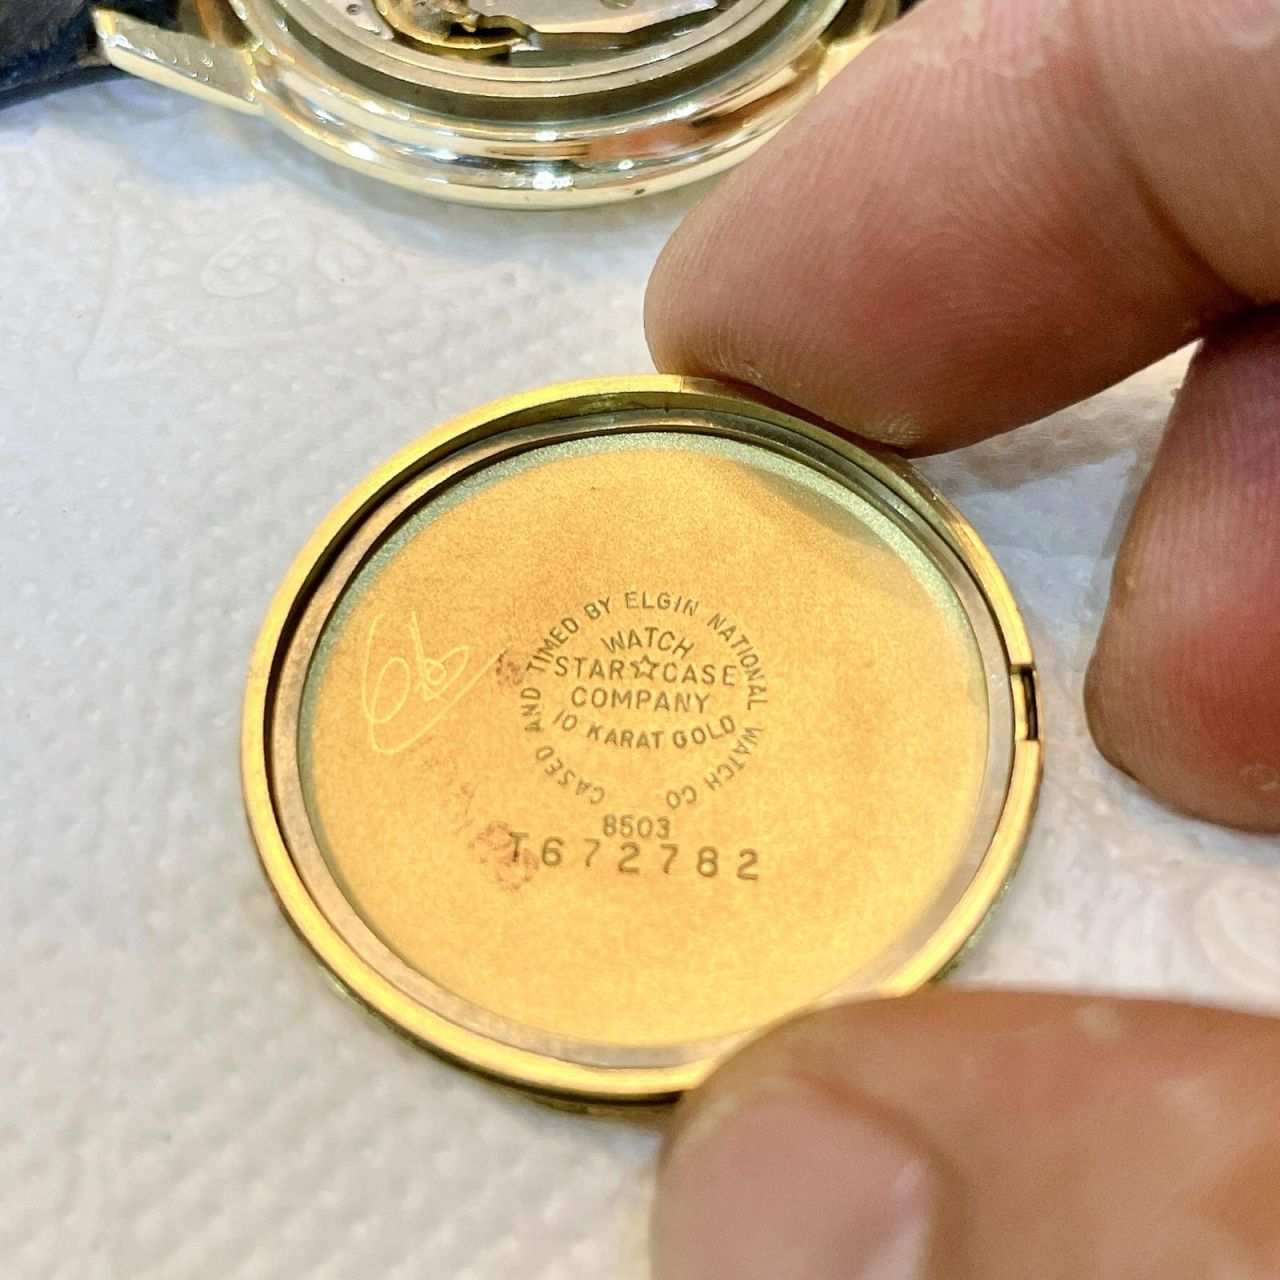 CASED AND TIMED BY ELGIN NATIONAL WATCH CO
WATCH
STAR☆CASE
COMPANY
10 KARAT GOLD
8503
T672782